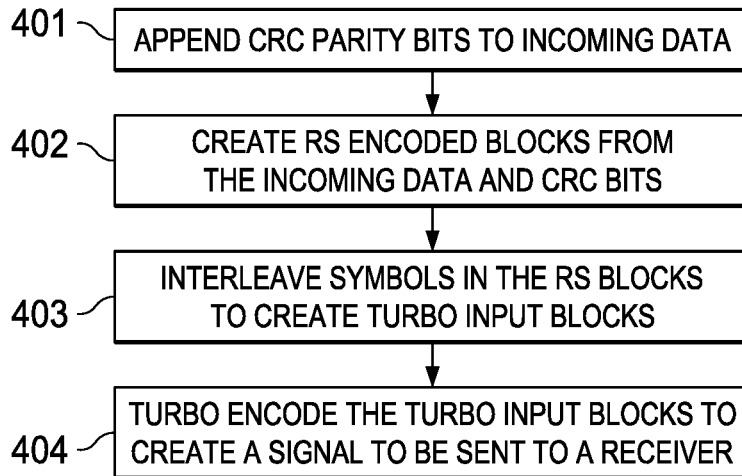 401
APPEND CRC PARITY BITS TO INCOMING DATA
402
CREATE RS ENCODED BLOCKS FROM
THE INCOMING DATA AND CRC BITS
403
INTERLEAVE SYMBOLS IN THE RS BLOCKS
TO CREATE TURBO INPUT BLOCKS
404
TURBO ENCODE THE TURBO INPUT BLOCKS TO
CREATE A SIGNAL TO BE SENT TO A RECEIVER